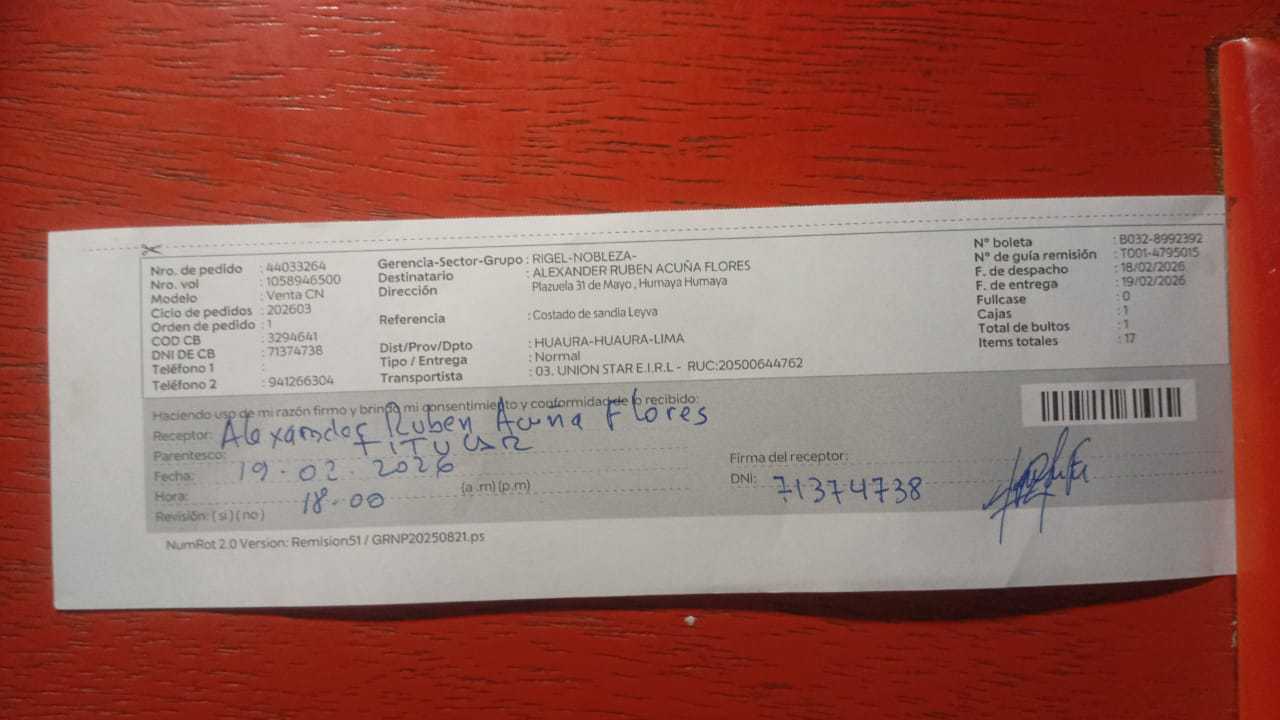 Nro. de pedido : 44033264
Nro. vol : 1058946500
Modelo : Venta CN
Ciclo de pedidos : 202603
Orden de pedido : 1
COD CB : 3294641
DNI DE CB : 71374738
Teléfono 1 :
Teléfono 2 : 941266304
Gerencia-Sector-Grupo : RIGEL-NOBLEZA-
Destinatario : ALEXANDER RUBEN ACUÑA FLORES
Dirección : Plazuela 31 de Mayo , Humaya Humaya
Referencia : Costado de sandia Leyva
Dist/Prov/Dpto : HUAURA-HUAURA-LIMA
Tipo / Entrega : Normal
Transportista : 03. UNION STAR E.I.R.L - RUC:20500644762
N° boleta : B032-8992392
N° de guía remisión : T001-4795015
F. de despacho : 18/02/2026
F. de entrega : 19/02/2026
Fullcase : 0
Cajas : 1
Total de bultos : 1
Items totales : 17
Haciendo uso de mi razón firmo y brindo mi consentimiento y conformidad de lo recibido:
Receptor: Alexander Ruben Acuña Flores
Parentesco: TITULAR
Fecha: 19.02.2026
Hora: 18.00 (a .m) (p.m)
Revisión: ( si ) ( no )
Firma del receptor:
DNI: 71374738
NumRot 2.0 Version: Remision51 / GRNP20250821.ps